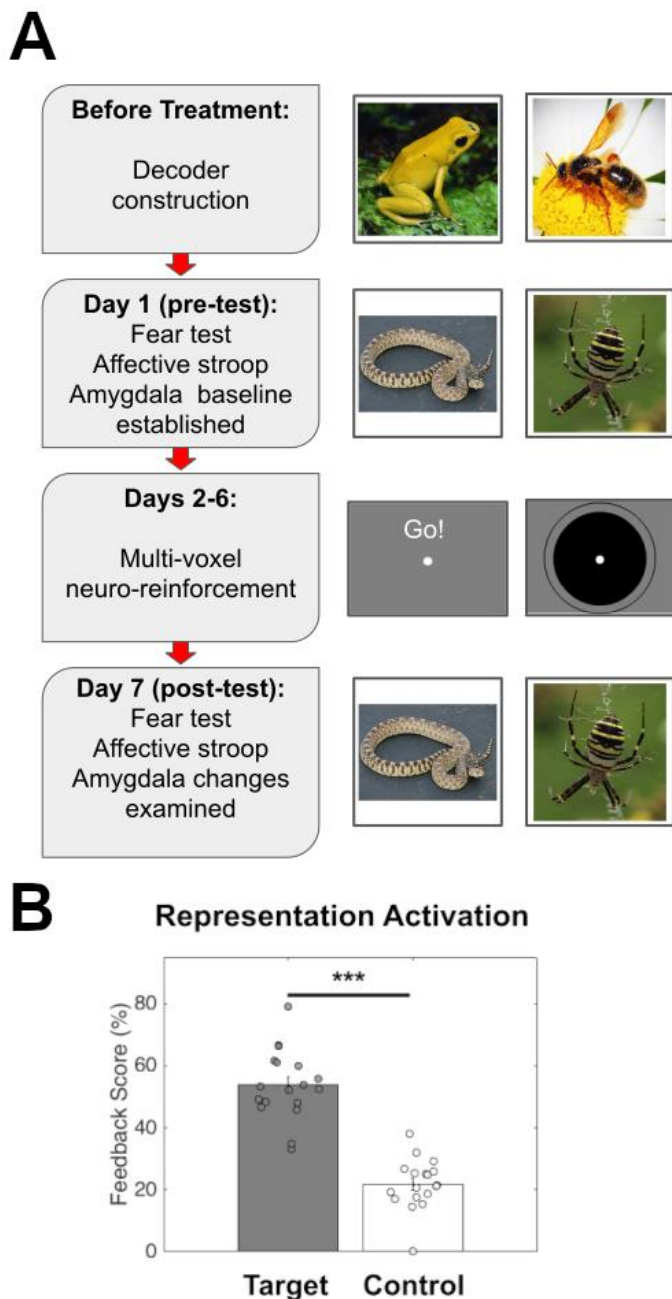 A
Before Treatment:
Decoder
construction
Day 1 (pre-test):
Fear test
Affective stroop
Amygdala baseline
established
Days 2-6:
Multi-voxel
neuro-reinforcement
Go!
Day 7 (post-test):
Fear test
Affective stroop
Amygdala changes
examined
B
Representation Activation
***
Feedback Score (%)
80
60
40
20
0
Target Control